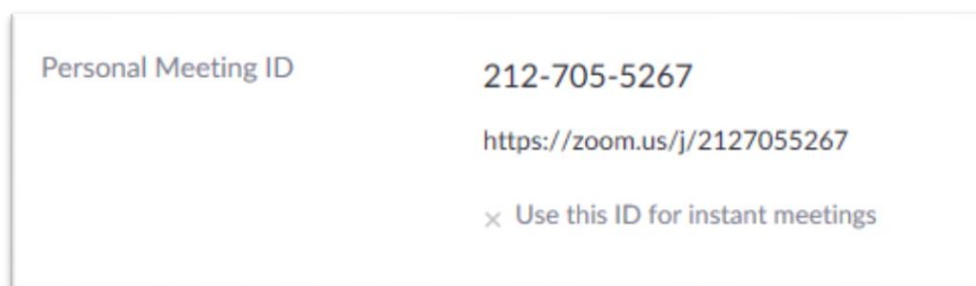 Personal Meeting ID
212-705-5267
https://zoom.us/j/2127055267
× Use this ID for instant meetings